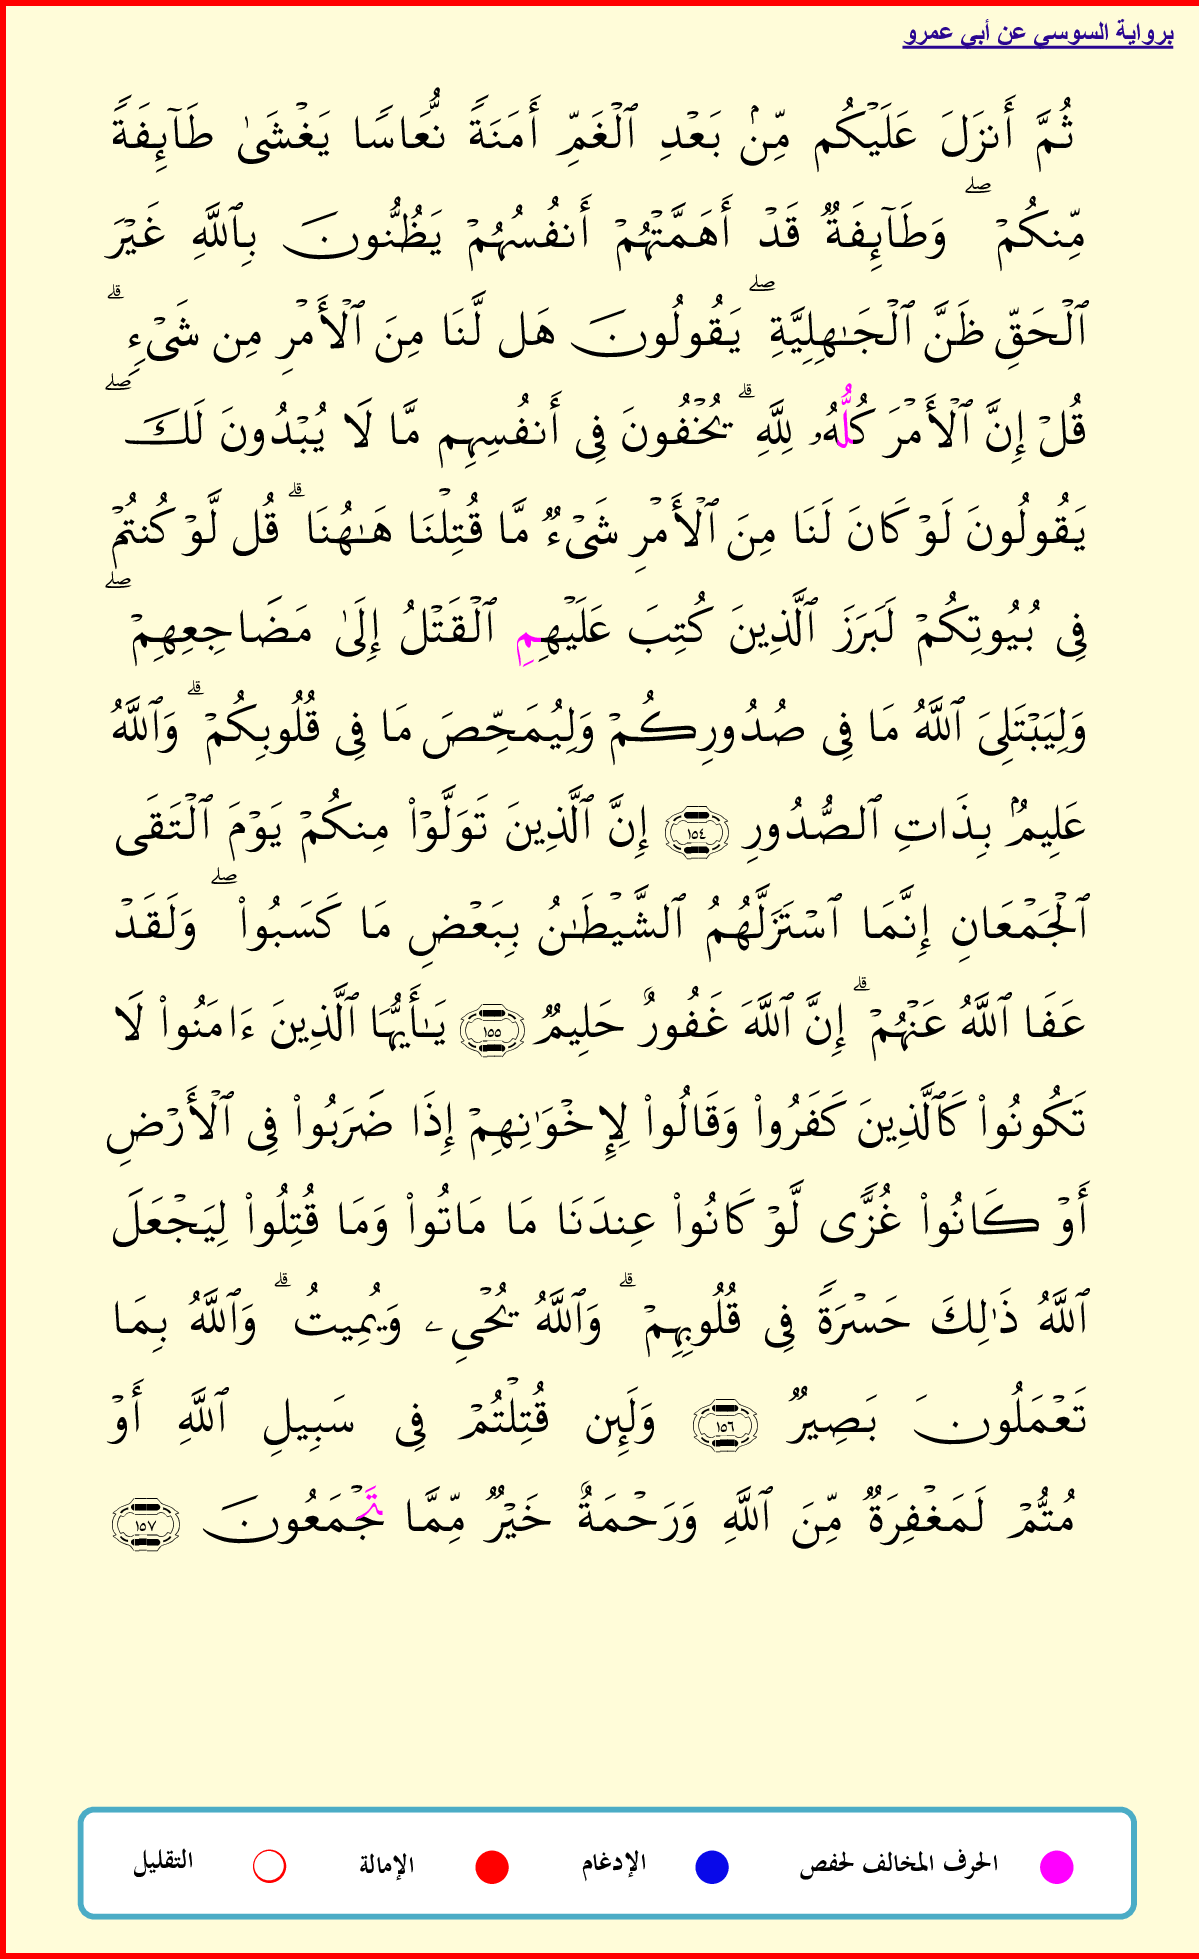 برواية السوسي عن أبي عمرو
ثُمَّ أَنزَلَ عَلَيْكُم مِّنۢ بَعْدِ ٱلْغَمِّ أَمَنَةً نُّعَاسًا يَغْشَىٰ طَآئِفَةً
مِّنكُمْ ۖ وَطَآئِفَةٌ قَدْ أَهَمَّتْهُمْ أَنفُسُهُمْ يَظُنُّونَ بِٱللَّهِ غَيْرَ
ٱلْحَقِّ ظَنَّ ٱلْجَـٰهِلِيَّةِ ۖ يَقُولُونَ هَل لَّنَا مِنَ ٱلْأَمْرِ مِن شَىْءٍ ۗ
قُلْ إِنَّ ٱلْأَمْرَ كُلُّهُۥ لِلَّهِ ۗ يُخْفُونَ فِى أَنفُسِهِم مَّا لَا يُبْدُونَ لَكَ ۖ
يَقُولُونَ لَوْ كَانَ لَنَا مِنَ ٱلْأَمْرِ شَىْءٌ مَّا قُتِلْنَا هَـٰهُنَا ۗ قُل لَّوْ كُنتُمْ
فِى بُيُوتِكُمْ لَبَرَزَ ٱلَّذِينَ كُتِبَ عَلَيْهِمِ ٱلْقَتْلُ إِلَىٰ مَضَاجِعِهِمْ ۖ
وَلِيَبْتَلِىَ ٱللَّهُ مَا فِى صُدُورِكُمْ وَلِيُمَحِّصَ مَا فِى قُلُوبِكُمْ ۗ وَٱللَّهُ
عَلِيمٌۢ بِذَاتِ ٱلصُّدُورِ ١٥٤ إِنَّ ٱلَّذِينَ تَوَلَّوْا۟ مِنكُمْ يَوْمَ ٱلْتَقَى
ٱلْجَمْعَانِ إِنَّمَا ٱسْتَزَلَّهُمُ ٱلشَّيْطَـٰنُ بِبَعْضِ مَا كَسَبُوا۟ ۖ وَلَقَدْ
عَفَا ٱللَّهُ عَنْهُمْ ۗ إِنَّ ٱللَّهَ غَفُورٌ حَلِيمٌ ١٥٥ يَـٰٓأَيُّهَا ٱلَّذِينَ ءَامَنُوا۟ لَا
تَكُونُوا۟ كَٱلَّذِينَ كَفَرُوا۟ وَقَالُوا۟ لِإِخْوَٰنِهِمْ إِذَا ضَرَبُوا۟ فِى ٱلْأَرْضِ
أَوْ كَانُوا۟ غُزًّى لَّوْ كَانُوا۟ عِندَنَا مَا مَاتُوا۟ وَمَا قُتِلُوا۟ لِيَجْعَلَ
ٱللَّهُ ذَٰلِكَ حَسْرَةً فِى قُلُوبِهِمْ ۗ وَٱللَّهُ يُحْىِۦ وَيُمِيتُ ۗ وَٱللَّهُ بِمَا
تَعْمَلُونَ بَصِيرٌ ١٥٦ وَلَئِن قُتِلْتُمْ فِى سَبِيلِ ٱللَّهِ أَوْ
مُتُّمْ لَمَغْفِرَةٌ مِّنَ ٱللَّهِ وَرَحْمَةٌ خَيْرٌ مِّمَّا تَجْمَعُونَ ١٥٧
الحرف المخالف لحفص الإدغام الإمالة التقليل